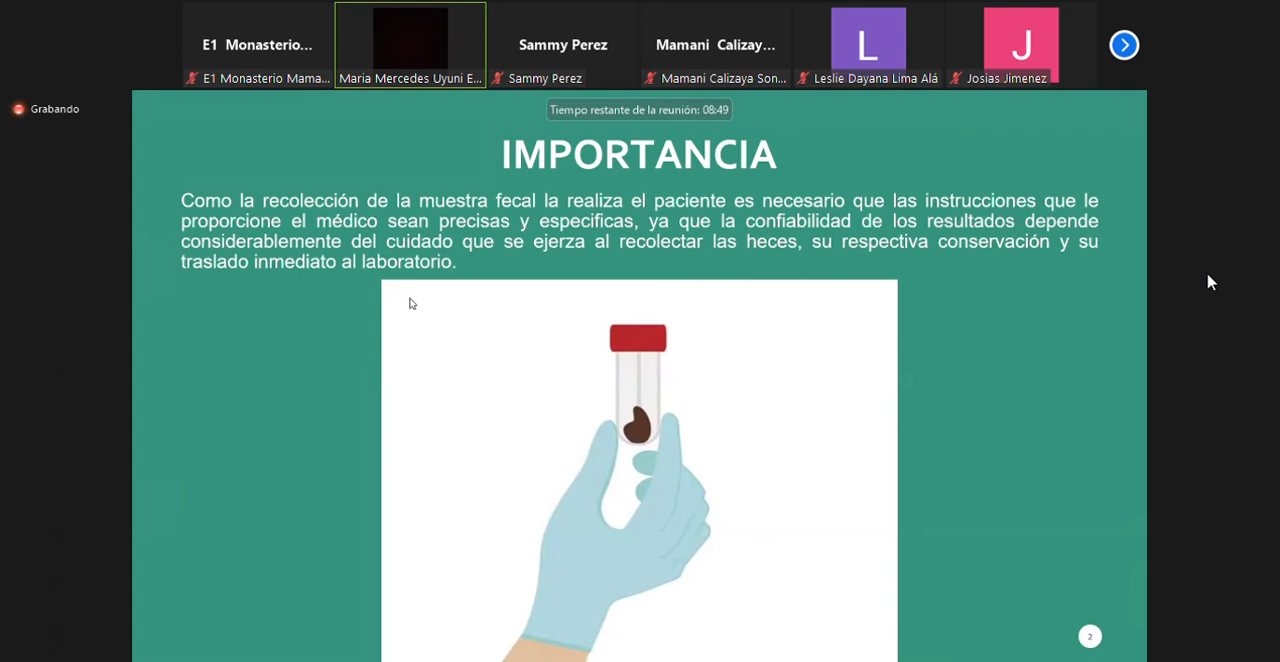 E1 Monasterio...
Sammy Perez
Mamani Calizay...
L
J
E1 Monasterio Mama...
Maria Mercedes Uyuni E...
Sammy Perez
Mamani Calizaya Son...
Leslie Dayana Lima Alá
Josias Jimenez
Grabando
Tiempo restante de la reunión: 08:49
IMPORTANCIA
Como la recolección de la muestra fecal la realiza el paciente es necesario que las instrucciones que le
proporcione el médico sean precisas y especificas, ya que la confiabilidad de los resultados depende
considerablemente del cuidado que se ejerza al recolectar las heces, su respectiva conservación y su
traslado inmediato al laboratorio.
2